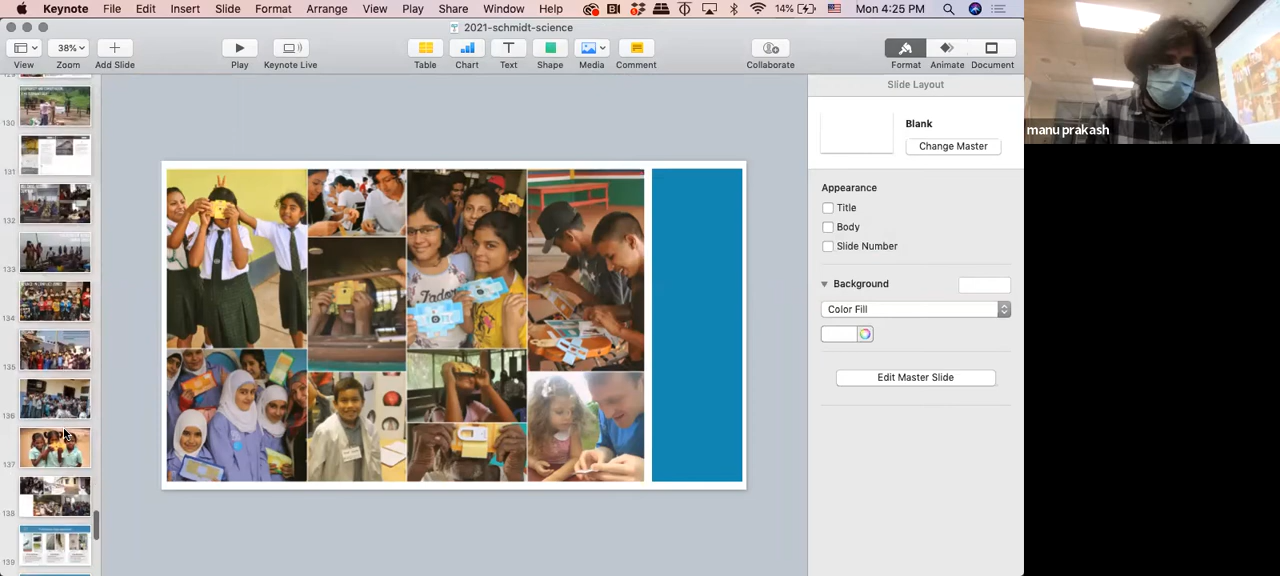 Keynote File Edit Insert Slide Format Arrange View Play Share Window Help 14% Mon 4:25 PM
2021-schmidt-science
38%
View Zoom Add Slide Play Keynote Live Table Chart Text Shape Media Comment Collaborate Format Animate Document
Slide Layout
Blank
Change Master
Appearance
Title
Body
Slide Number
Background
Color Fill
Edit Master Slide
manu prakash
130
131
132
133
134
135
136
137
138
139